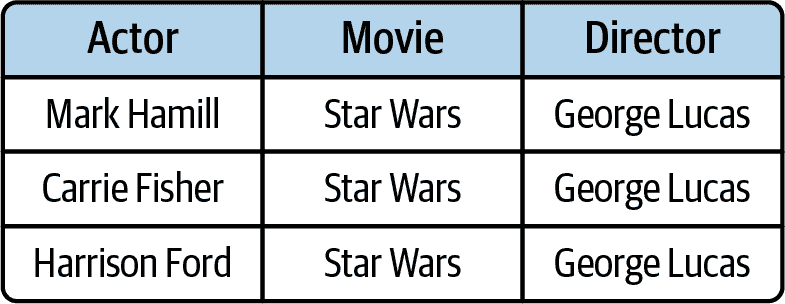 Actor Movie Director
Mark Hamill Star Wars George Lucas
Carrie Fisher Star Wars George Lucas
Harrison Ford Star Wars George Lucas